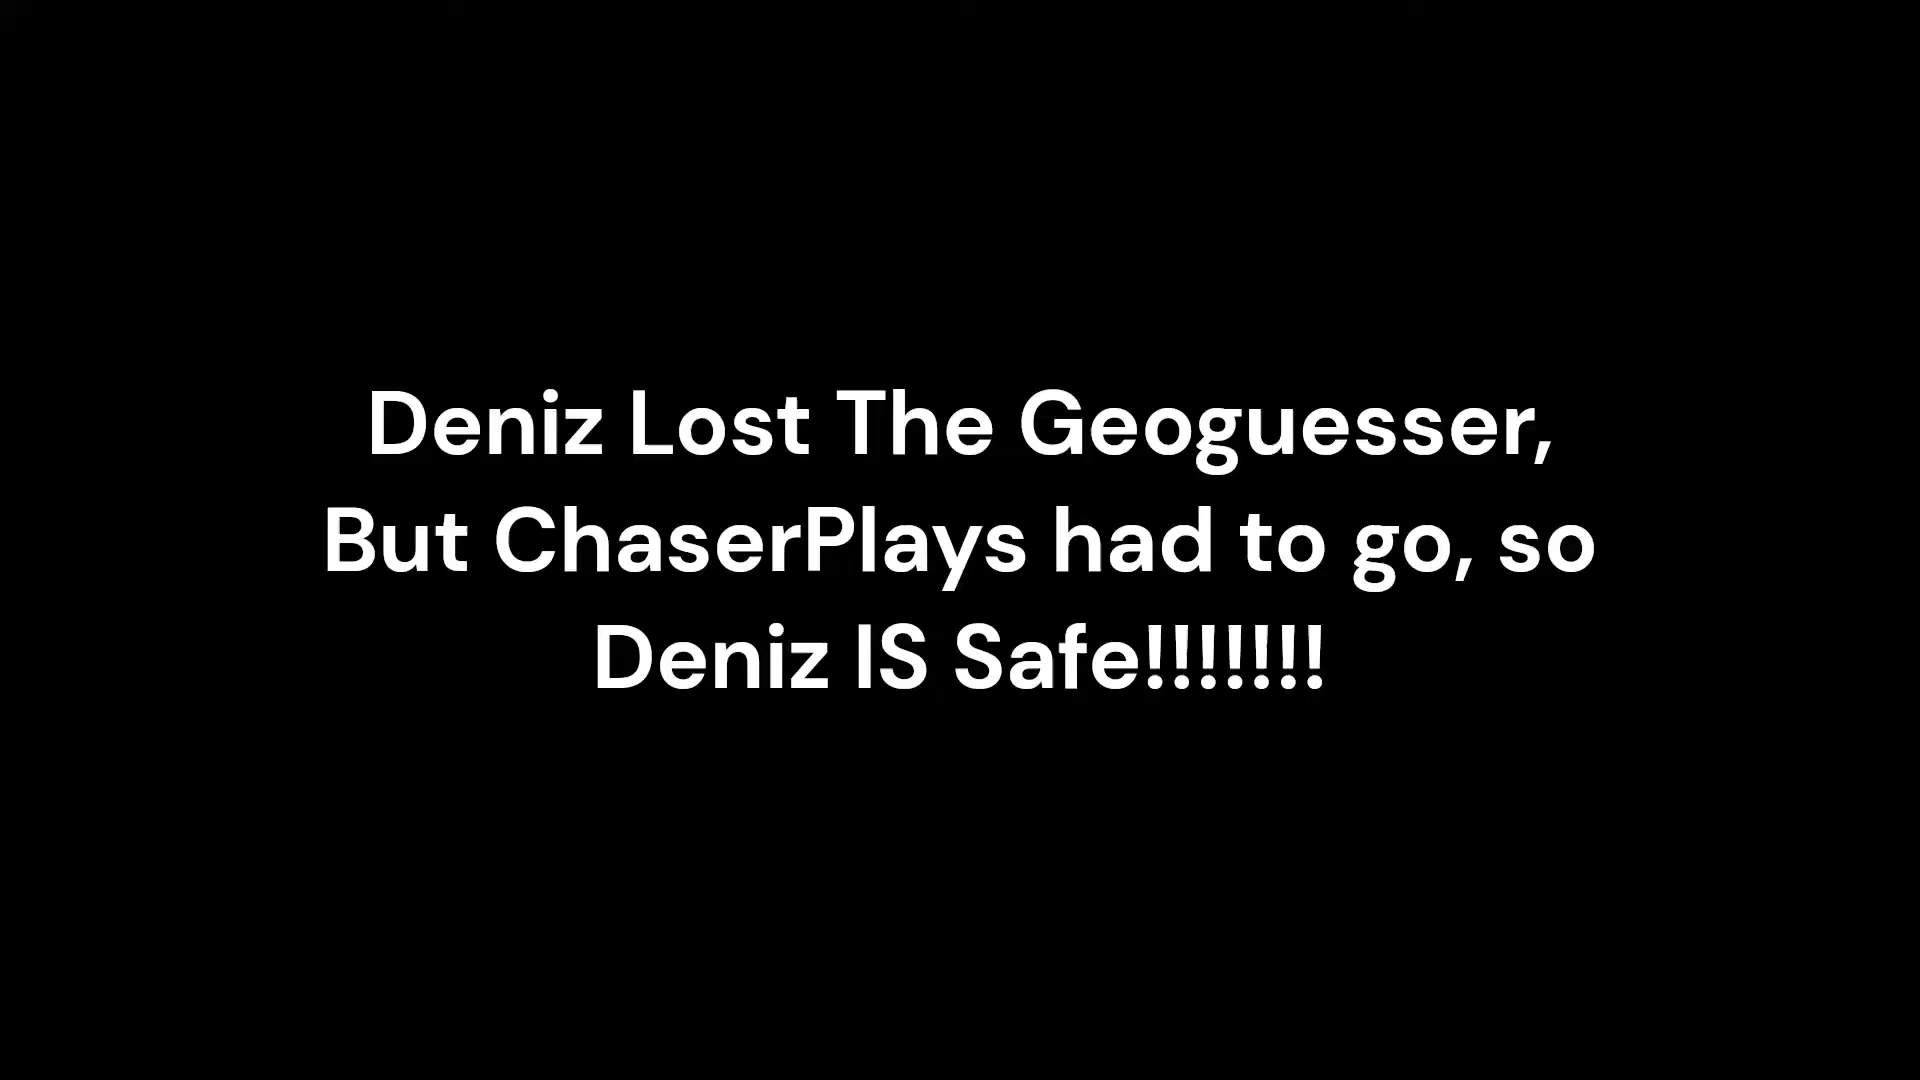 Deniz Lost The Geoguesser,
But ChaserPlays had to go, so
Deniz IS Safe!!!!!!!